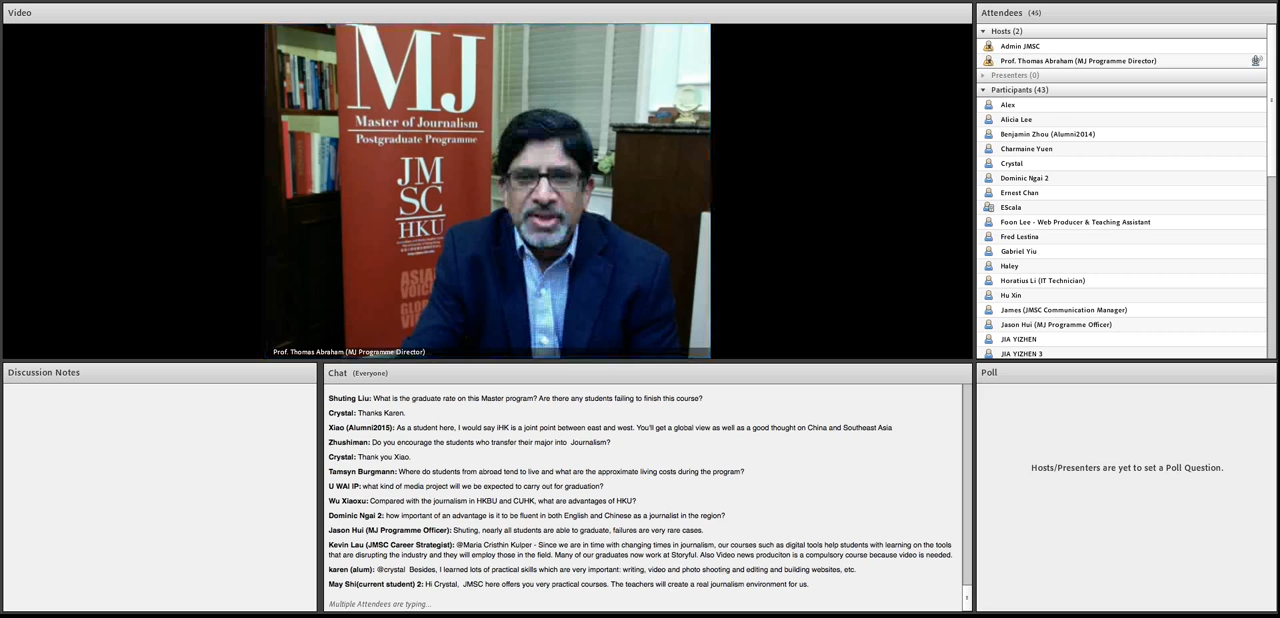 Video
MJ
Master of Journalism
Postgraduate Programme
JM
SC
HKU
ASIA
VOIC
GLO
VI
Prof. Thomas Abraham (MJ Programme Director)
Attendees (45)
Hosts (2)
Admin JMSC
Prof. Thomas Abraham (MJ Programme Director)
Presenters (0)
Participants (43)
Alex
Alicia Lee
Benjamin Zhou (Alumni2014)
Charmaine Yuen
Crystal
Dominic Ngai 2
Ernest Chan
EScala
Foon Lee - Web Producer & Teaching Assistant
Fred Lestina
Gabriel Yiu
Haley
Horatius Li (IT Technician)
Hu Xin
James (JMSC Communication Manager)
Jason Hui (MJ Programme Officer)
JIA YIZHEN
JIA YIZHEN 3
Discussion Notes
Chat (Everyone)
Shuting Liu: What is the graduate rate on this Master program? Are there any students failing to finish this course?
Crystal: Thanks Karen.
Xiao (Alumni2015): As a student here, I would say iHK is a joint point between east and west. You'll get a global view as well as a good thought on China and Southeast Asia
Zhushiman: Do you encourage the students who transfer their major into Journalism?
Crystal: Thank you Xiao.
Tamsyn Burgmann: Where do students from abroad tend to live and what are the approximate living costs during the program?
U WAI IP: what kind of media project will we be expected to carry out for graduation?
Wu Xiaoxu: Compared with the journalism in HKBU and CUHK, what are advantages of HKU?
Dominic Ngai 2: how important of an advantage is it to be fluent in both English and Chinese as a journalist in the region?
Jason Hui (MJ Programme Officer): Shuting, nearly all students are able to graduate, failures are very rare cases.
Kevin Lau (JMSC Career Strategist): @Maria Cristhin Kulper - Since we are in time with changing times in journalism, our courses such as digital tools help students with learning on the tools
that are disrupting the industry and they will employ those in the field. Many of our graduates now work at Storyful. Also Video news produciton is a compulsory course because video is needed.
karen (alum): @crystal Besides, I learned lots of practical skills which are very important: writing, video and photo shooting and editing and building websites, etc.
May Shi(current student) 2: Hi Crystal, JMSC here offers you very practical courses. The teachers will create a real journalism environment for us.
Multiple Attendees are typing...
Poll
Hosts/Presenters are yet to set a Poll Question.